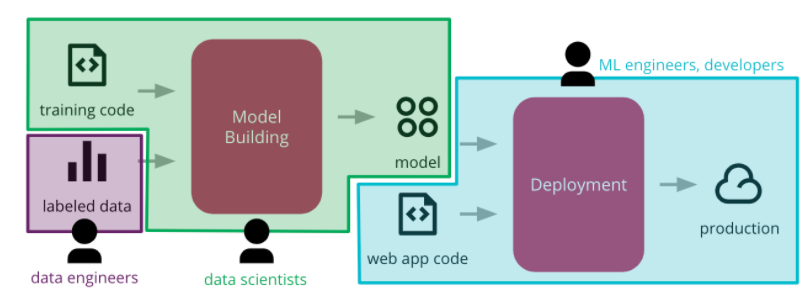 ML engineers, developers
training code
Model
Building
model
labeled data
Deployment
web app code
production
data engineers
data scientists